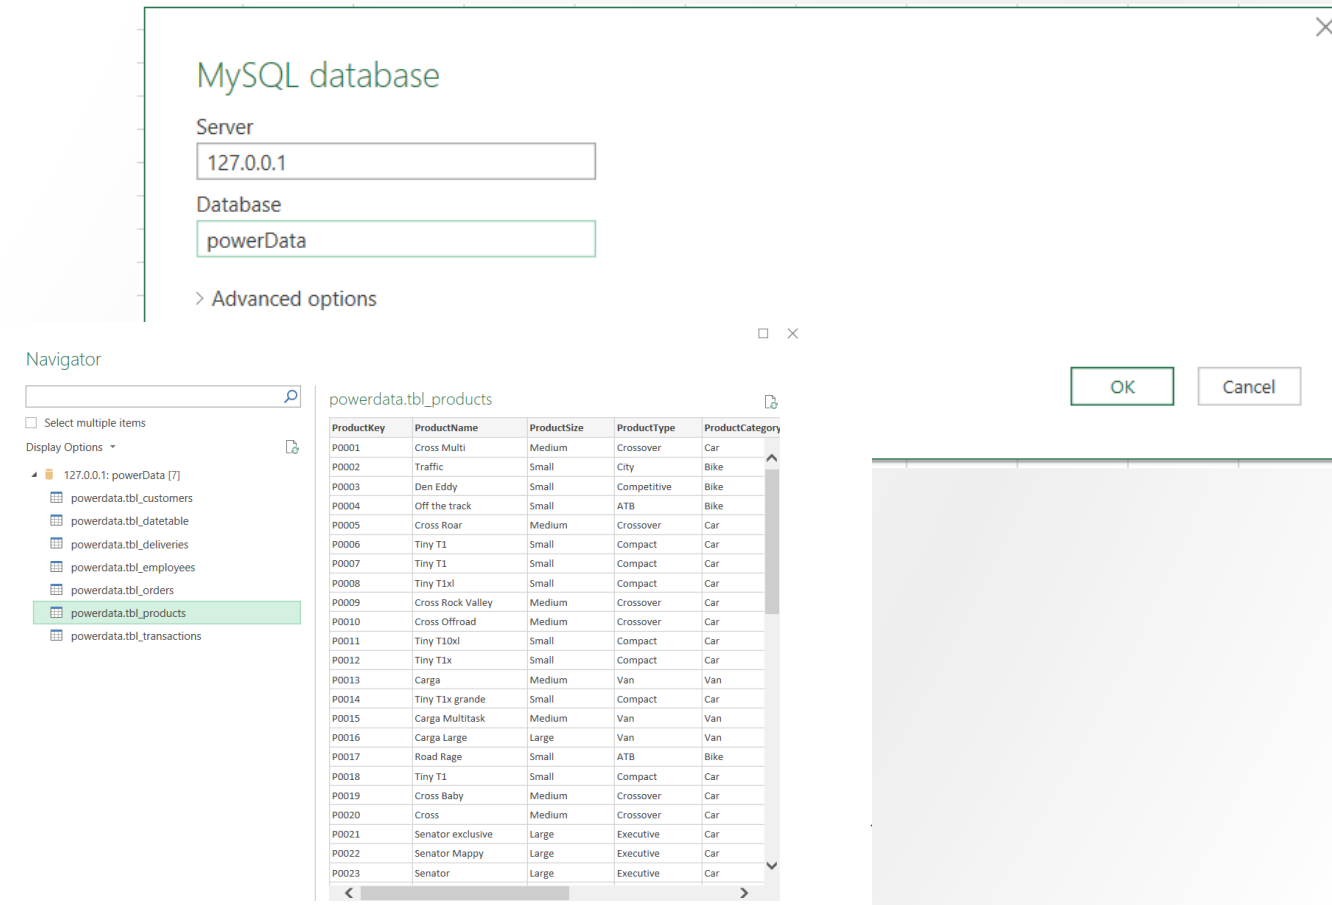 MySQL database
Server
127.0.0.1
Database
powerData
Advanced options
OK
Cancel
Navigator
Select multiple items
Display Options
127.0.0.1: powerData [7]
powerdata.tbl_customers
powerdata.tbl_datetable
powerdata.tbl_deliveries
powerdata.tbl_employees
powerdata.tbl_orders
powerdata.tbl_products
powerdata.tbl_transactions
powerdata.tbl_products
ProductKey ProductName ProductSize ProductType ProductCategory
P0001 Cross Multi Medium Crossover Car
P0002 Traffic Small City Bike
P0003 Den Eddy Small Competitive Bike
P0004 Off the track Small ATB Bike
P0005 Cross Roar Medium Crossover Car
P0006 Tiny T1 Small Compact Car
P0007 Tiny T1 Small Compact Car
P0008 Tiny T1xl Small Compact Car
P0009 Cross Rock Valley Medium Crossover Car
P0010 Cross Offroad Medium Crossover Car
P0011 Tiny T10xl Small Compact Car
P0012 Tiny T1x Small Compact Car
P0013 Carga Medium Van Van
P0014 Tiny T1x grande Small Compact Car
P0015 Carga Multitask Medium Van Van
P0016 Carga Large Large Van Van
P0017 Road Rage Small ATB Bike
P0018 Tiny T1 Small Compact Car
P0019 Cross Baby Medium Crossover Car
P0020 Cross Medium Crossover Car
P0021 Senator exclusive Large Executive Car
P0022 Senator Mappy Large Executive Car
P0023 Senator Large Executive Car